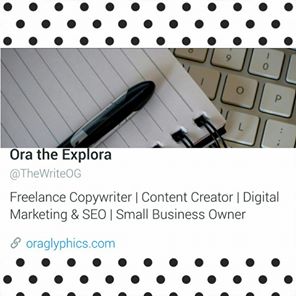 Ora the Explora
@TheWriteOG
Freelance Copywriter | Content Creator | Digital
Marketing & SEO | Small Business Owner
oraglyphics.com